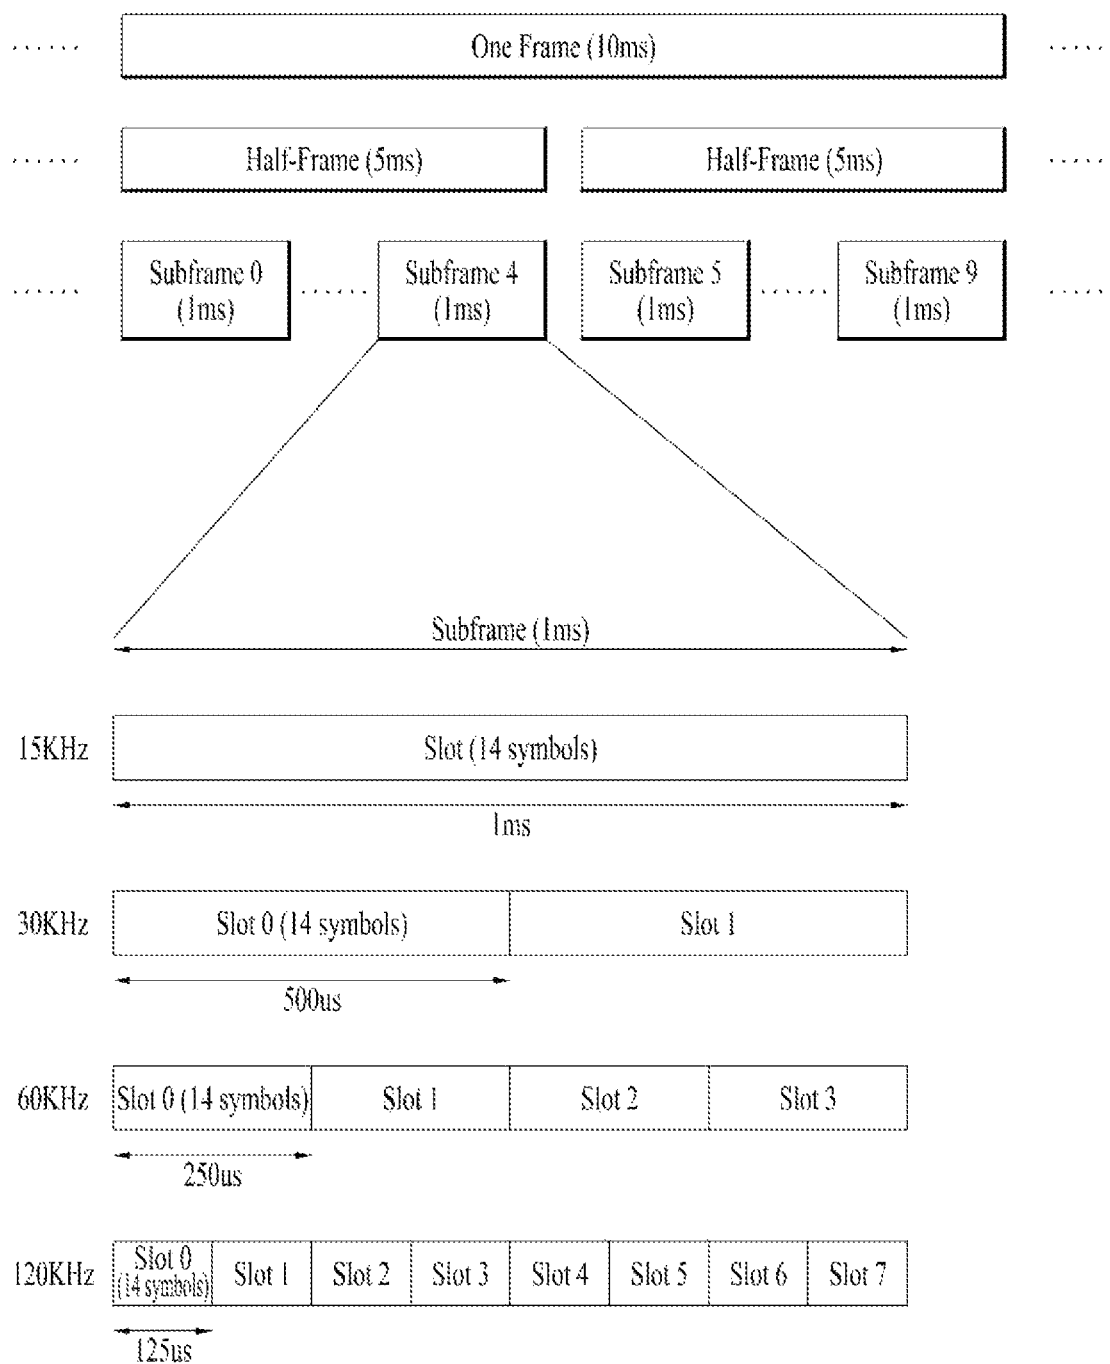 ...... One Frame (10ms) ......
...... Half-Frame (5ms) Half-Frame (5ms) ......
...... Subframe 0 ...... Subframe 4 Subframe 5 ...... Subframe 9 ......
(1ms) (1ms) (1ms) (1ms)
Subframe (1ms)
15KHz Slot (14 symbols)
1ms
30KHz Slot 0 (14 symbols) Slot 1
500us
60KHz Slot 0 (14 symbols) Slot 1 Slot 2 Slot 3
250us
120KHz Slot 0 (14 symbols) Slot 1 Slot 2 Slot 3 Slot 4 Slot 5 Slot 6 Slot 7
125us